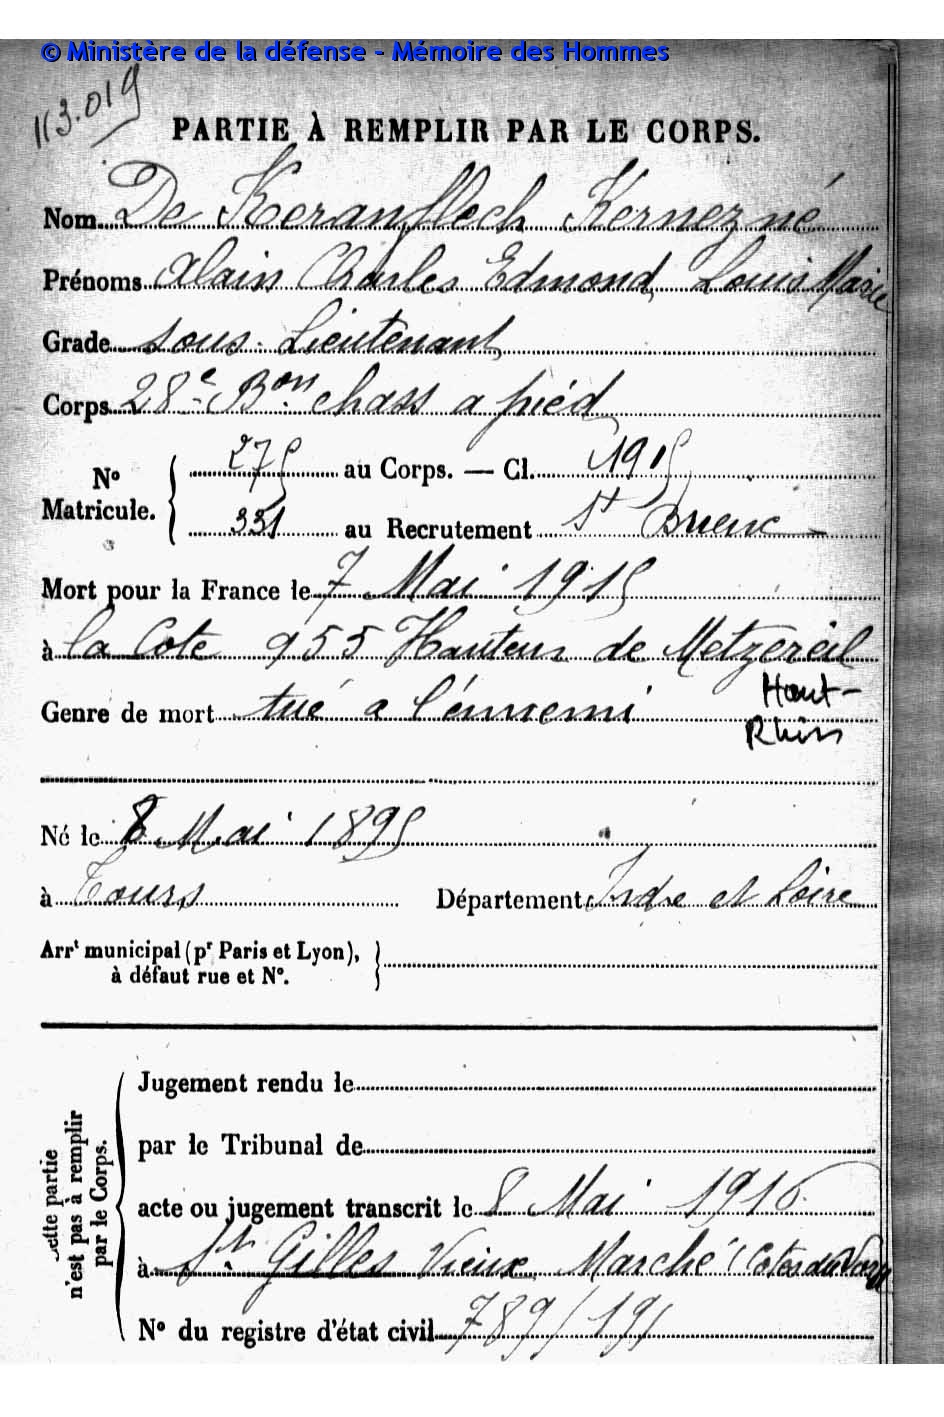 © Ministère de la défense - Mémoire des Hommes
113.019
PARTIE À REMPLIR PAR LE CORPS.
Nom De Keranflech Kernezné
Prénoms Alain Charles Edmond Louis Marie
Grade Sous-Lieutenant
Corps 28e Bon chass a pied
No Matricule. { 275 au Corps. — Cl. 1915
331 au Recrutement St Brieuc
Mort pour la France le 7 Mai 1915
à la Cote 955 Hauteur de Metzereil
Genre de mort tué a l'ennemi Haut-
Rhin
Né le 8 Mai 1895
à Tours Département Indre et Loire
Arrt municipal (pr Paris et Lyon),
à défaut rue et No.
Cette partie
n'est pas à remplir
par le Corps.
Jugement rendu le
par le Tribunal de
acte ou jugement transcrit le 8 Mai 1916
à St Gilles Vieux Marché (Cotes du Nord
No du registre d'état civil 789/191